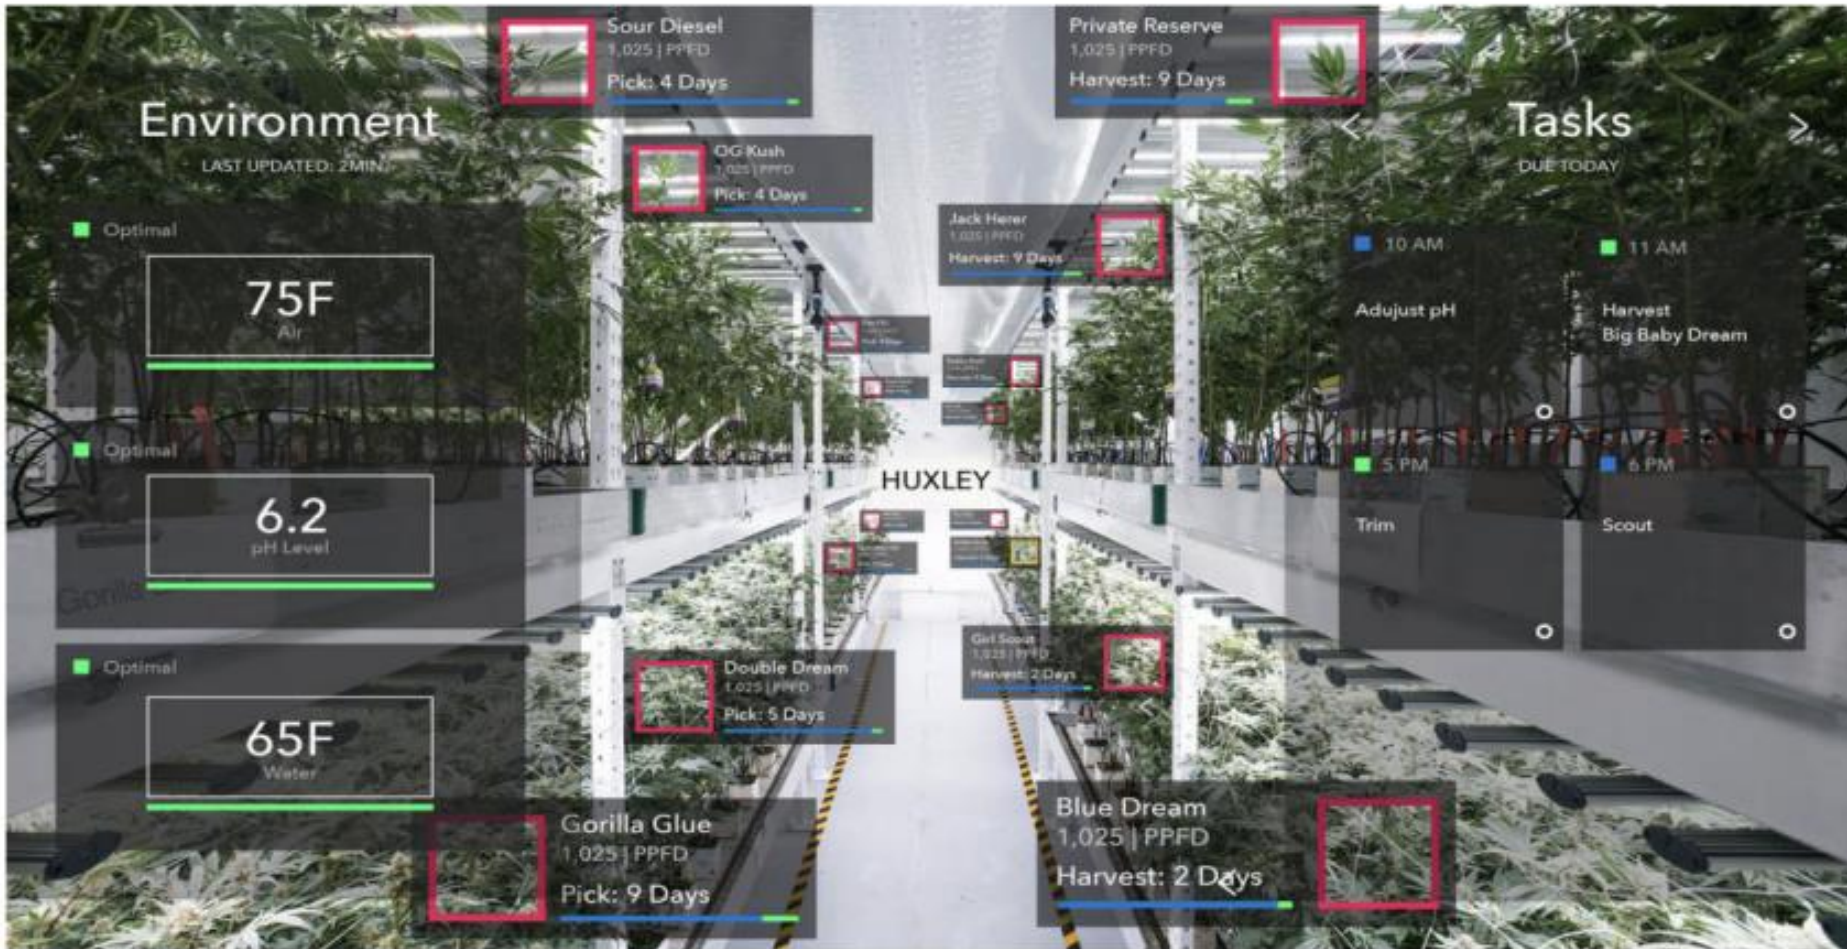 Environment
LAST UPDATED: 2MIN.
Optimal
75F
Air
Optimal
6.2
pH Level
Optimal
65F
Water
Sour Diesel
1,025 | PPFD
Pick: 4 Days
OG Kush
1,025 | PPFD
Pick: 4 Days
Double Dream
1,025 | PPFD
Pick: 5 Days
Gorilla Glue
1,025 | PPFD
Pick: 9 Days
HUXLEY
Private Reserve
1,025 | PPFD
Harvest: 9 Days
Jack Herer
1,025 | PPFD
Harvest: 9 Days
Girl Scout
1,025 | PPFD
Harvest: 2 Days
Blue Dream
1,025 | PPFD
Harvest: 2 Days
Tasks
DUE TODAY
10 AM
Adujust pH
11 AM
Harvest
Big Baby Dream
5 PM
Trim
6 PM
Scout